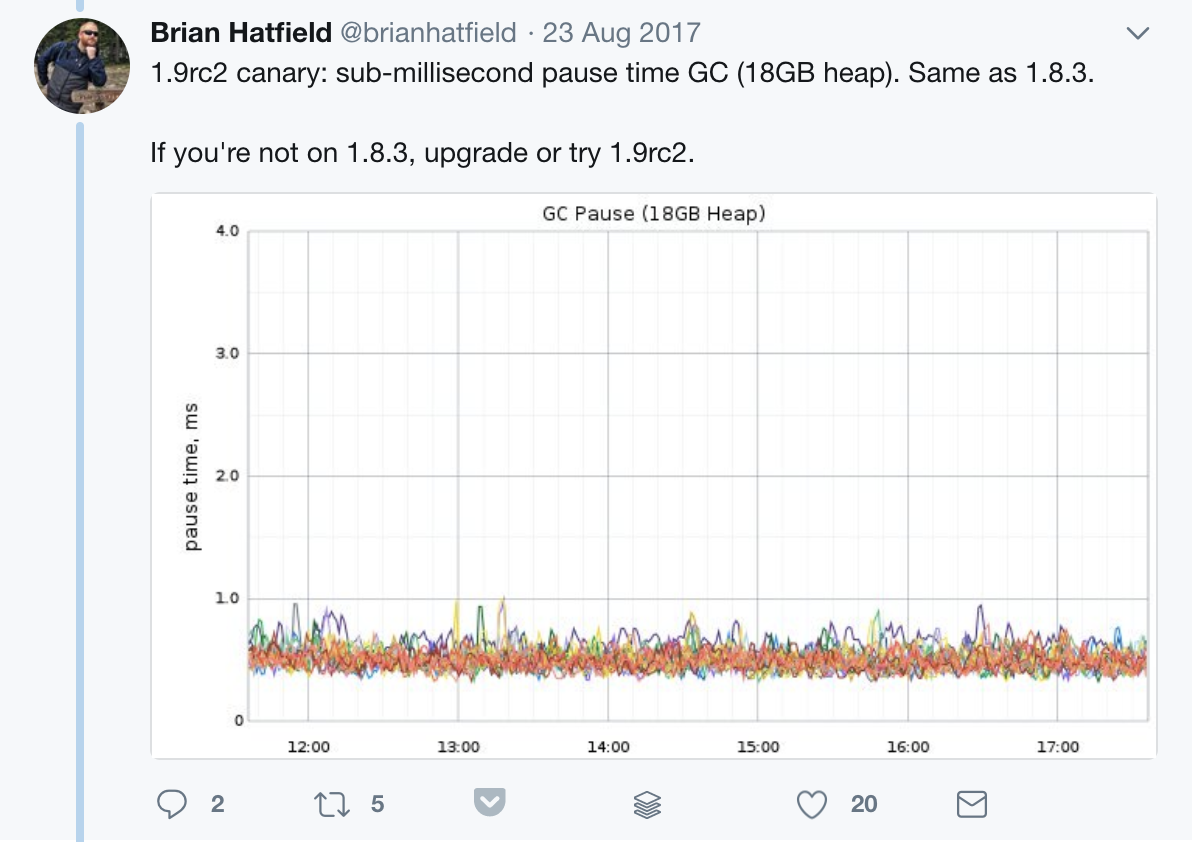 Brian Hatfield @brianhatfield · 23 Aug 2017
1.9rc2 canary: sub-millisecond pause time GC (18GB heap). Same as 1.8.3.
If you're not on 1.8.3, upgrade or try 1.9rc2.
GC Pause (18GB Heap)
4.0
3.0
2.0
1.0
0
pause time, ms
12:00 13:00 14:00 15:00 16:00 17:00
2 5 20